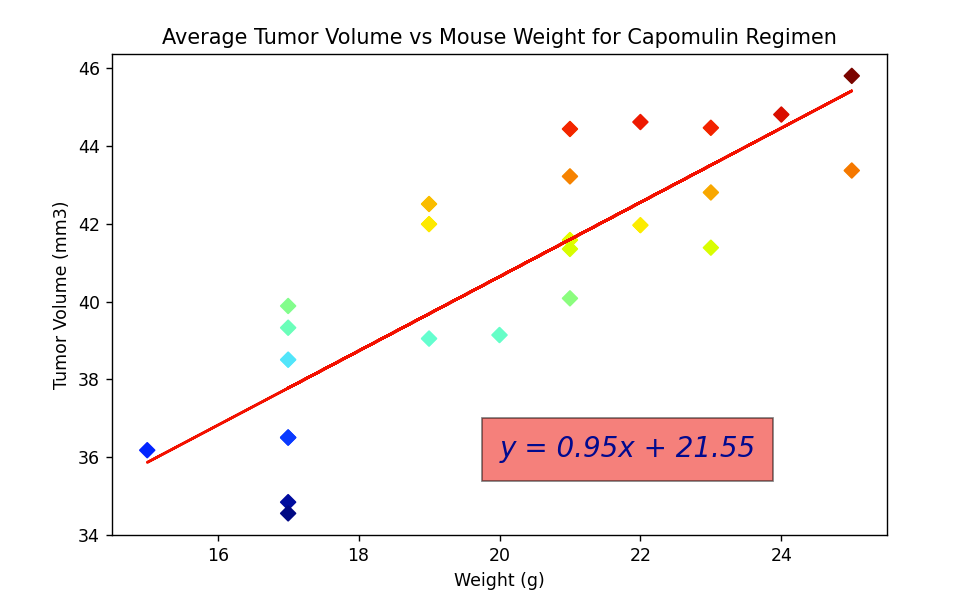 Average Tumor Volume vs Mouse Weight for Capomulin Regimen
46
44
42
40
38
36
34
Tumor Volume (mm3)
y = 0.95x + 21.55
16 18 20 22 24
Weight (g)